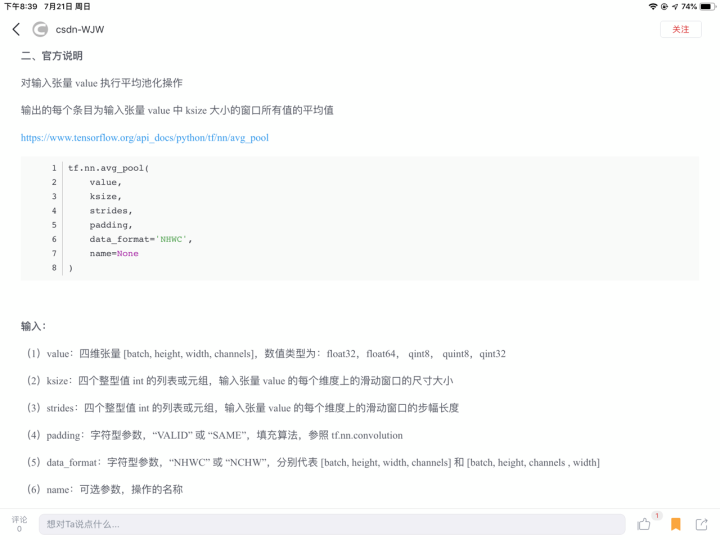 下午8:39 7月21日 周日
74%
csdn-WJW
关注
二、官方说明
对输入张量 value 执行平均池化操作
输出的每个条目为输入张量 value 中 ksize 大小的窗口所有值的平均值
https://www.tensorflow.org/api_docs/python/tf/nn/avg_pool
1 tf.nn.avg_pool(
2 value,
3 ksize,
4 strides,
5 padding,
6 data_format='NHWC',
7 name=None
8 )
输入：
（1）value：四维张量 [batch, height, width, channels]，数值类型为：float32，float64， qint8， quint8，qint32
（2）ksize：四个整型值 int 的列表或元组，输入张量 value 的每个维度上的滑动窗口的尺寸大小
（3）strides：四个整型值 int 的列表或元组，输入张量 value 的每个维度上的滑动窗口的步幅长度
（4）padding：字符型参数，“VALID” 或 “SAME”，填充算法，参照 tf.nn.convolution
（5）data_format：字符型参数，“NHWC” 或 “NCHW”，分别代表 [batch, height, width, channels] 和 [batch, height, channels , width]
（6）name：可选参数，操作的名称
评论
0
想对Ta说点什么...
1